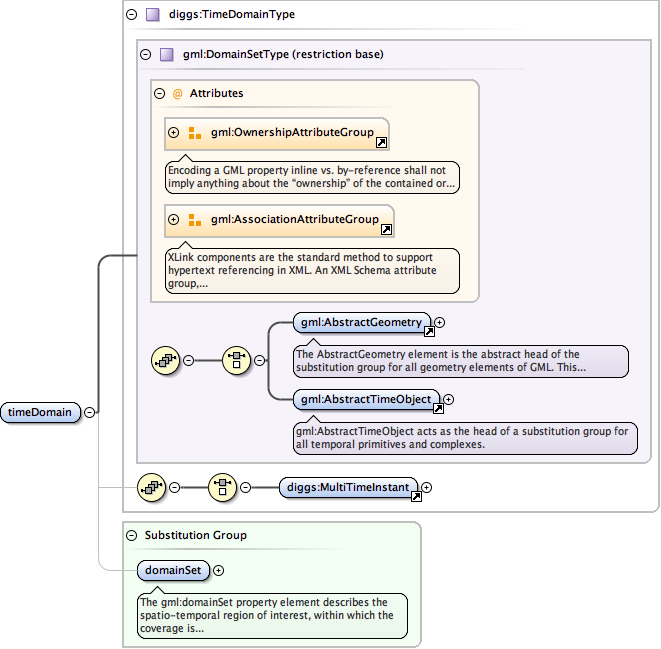 diggs:TimeDomainType
gml:DomainSetType (restriction base)
@ Attributes
gml:OwnershipAttributeGroup
Encoding a GML property inline vs. by-reference shall not
imply anything about the "ownership" of the contained or...
gml:AssociationAttributeGroup
XLink components are the standard method to support
hypertext referencing in XML. An XML Schema attribute
group,...
gml:AbstractGeometry
The AbstractGeometry element is the abstract head of the
substitution group for all geometry elements of GML. This...
gml:AbstractTimeObject
gml:AbstractTimeObject acts as the head of a substitution group for
all temporal primitives and complexes.
timeDomain
diggs:MultiTimeInstant
Substitution Group
domainSet
The gml:domainSet property element describes the
spatio-temporal region of interest, within which the
coverage is...